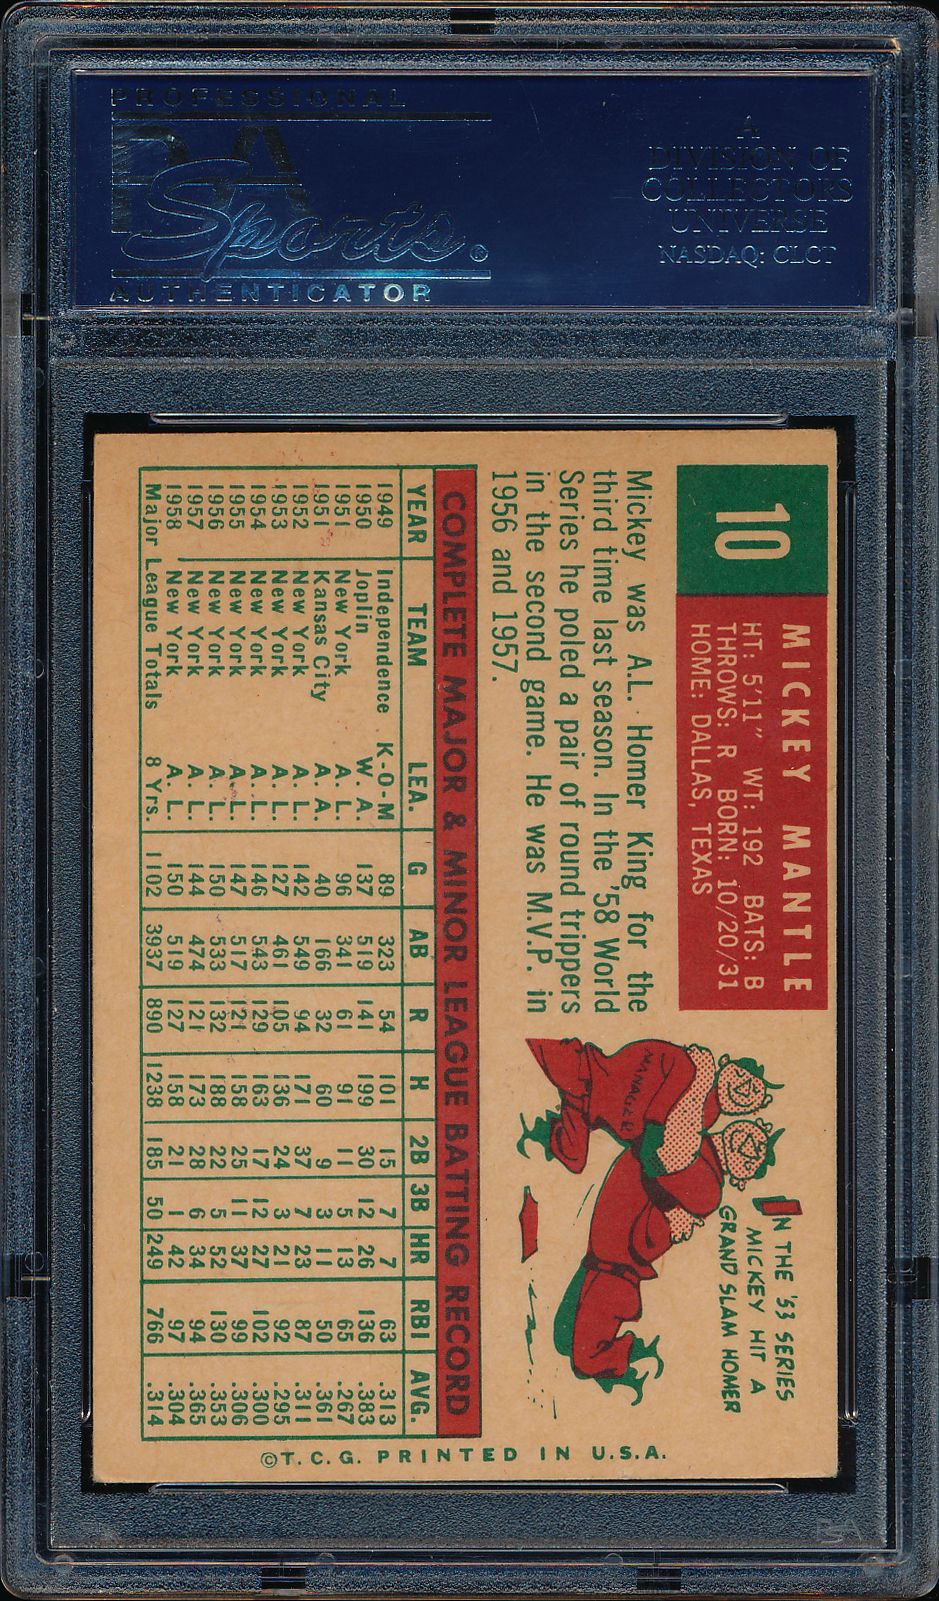 PROFESSIONAL
PSA
Sports®
AUTHENTICATOR
A
DIVISION OF
COLLECTORS
UNIVERSE
NASDAQ: CLCT
10
MICKEY MANTLE
HT: 5'11" WT: 192 BATS: B
THROWS: R BORN: 10/20/31
HOME: DALLAS, TEXAS
Mickey was A.L. Homer King for the
third time last season. In the '58 World
Series he poled a pair of round trippers
in the second game. He was M.V.P. in
1956 and 1957.
IN THE '53 SERIES
MICKEY HIT A
GRAND SLAM HOMER
MANAGER
COMPLETE MAJOR & MINOR LEAGUE BATTING RECORD
YEAR TEAM LEA. G AB R H 2B 3B HR RBI AVG.
1949 Independence K-O-M 89 323 54 101 15 7 7 63 .313
1950 Joplin W. A. 137 519 141 199 30 12 26 136 .383
1951 New York A. L. 96 341 61 91 11 5 13 65 .267
1951 Kansas City A. A. 40 166 32 60 9 3 11 50 .361
1952 New York A. L. 142 549 94 171 37 7 23 87 .311
1953 New York A. L. 127 461 105 136 24 3 21 92 .295
1954 New York A. L. 146 543 129 163 17 12 27 102 .300
1955 New York A. L. 147 517 121 158 25 11 37 99 .306
1956 New York A. L. 150 533 132 188 22 5 52 130 .353
1957 New York A. L. 144 474 121 173 28 6 34 94 .365
1958 New York A. L. 150 519 127 158 21 1 42 97 .304
Major League Totals 8 Yrs. 1102 3937 890 1238 185 50 249 766 .314
©T.C.G. PRINTED IN U.S.A.
PSA